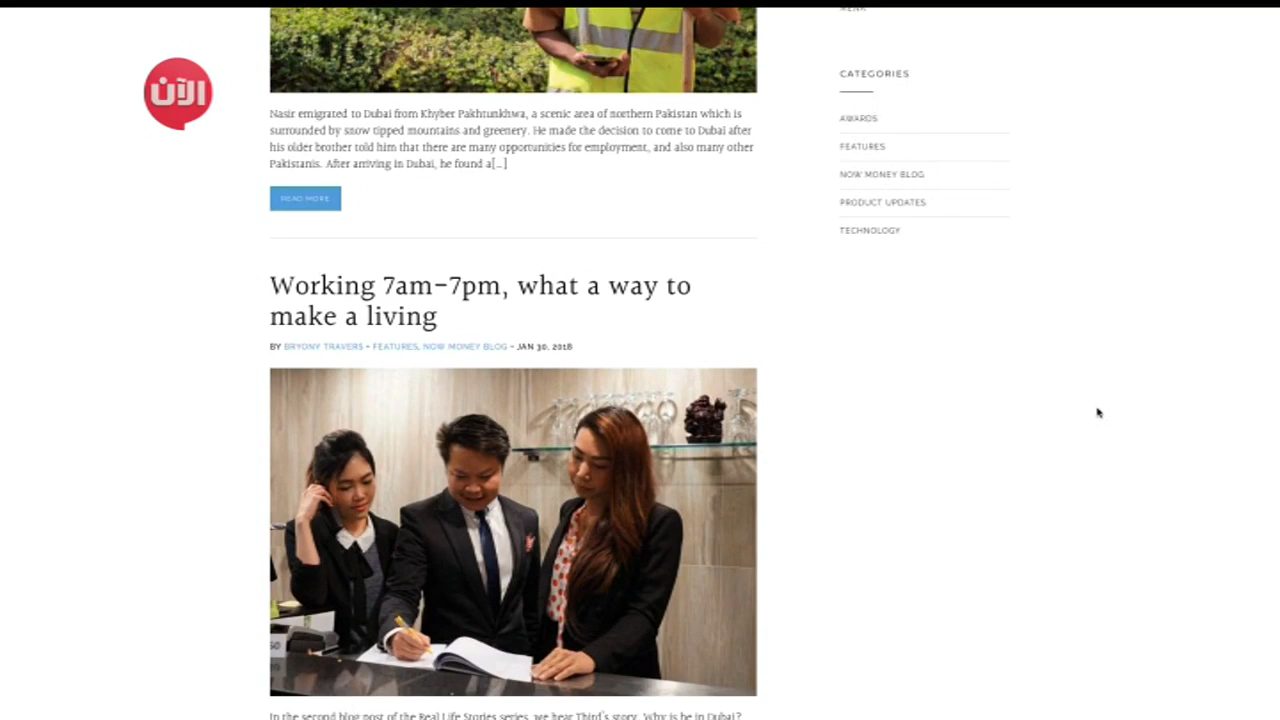 الآن
Nasir emigrated to Dubai from Khyber Pakhtunkhwa, a scenic area of northern Pakistan which is
surrounded by snow tipped mountains and greenery. He made the decision to come to Dubai after
his older brother told him that there are many opportunities for employment, and also many other
Pakistanis. After arriving in Dubai, he found a[...]
READ MORE
Working 7am-7pm, what a way to
make a living
BY BRYONY TRAVERS - FEATURES, NOW MONEY BLOG - JAN 30, 2018
In the second blog post of the Real Life Stories series, we hear Third's story. Why is he in Dubai?
MENA
CATEGORIES
AWARDS
FEATURES
NOW MONEY BLOG
PRODUCT UPDATES
TECHNOLOGY